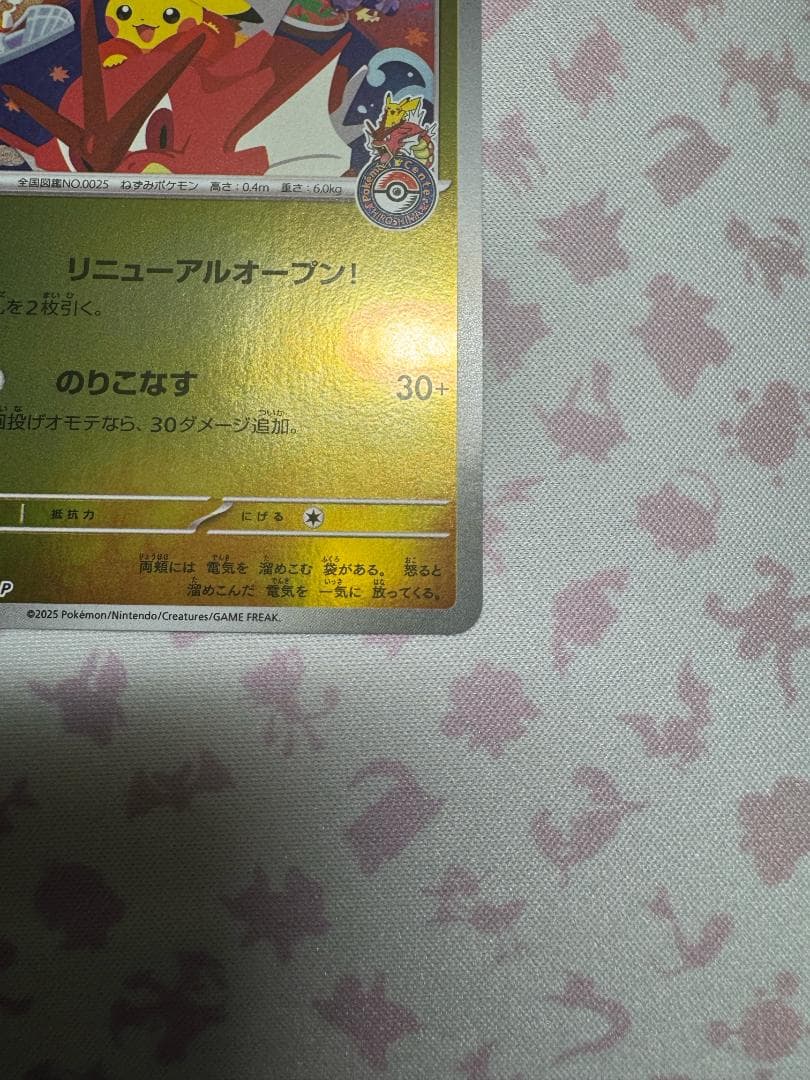 Pokémon Center
HIROSHIMA
全国図鑑NO.0025 ねずみポケモン 高さ:0.4m 重さ:6.0kg
リニューアルオープン!
を2枚引く。
のりこなす 30+
投げオモテなら、30ダメージ追加。
抵抗力 にげる
両頬には 電気を 溜めこむ 袋がある。 怒ると
溜めこんだ 電気を 一気に 放ってくる。
P
©2025 Pokémon/Nintendo/Creatures/GAME FREAK.